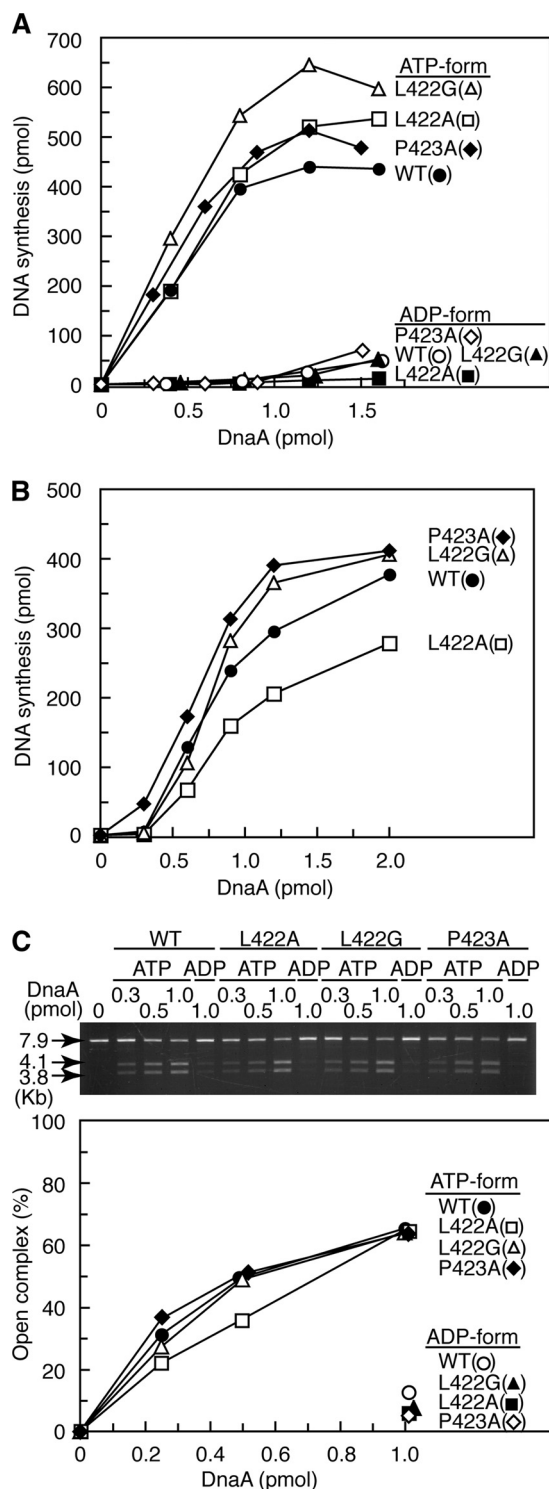 A
700
600
500
400
300
200
100
0
DNA synthesis (pmol)
ATP-form
L422G(△)
L422A(□)
P423A(◆)
WT(●)
ADP-form
P423A(◇)
WT(○) L422G(▲)
L422A(■)
0 0.5 1.0 1.5
DnaA (pmol)
B
500
400
300
200
100
0
DNA synthesis (pmol)
P423A(◆)
L422G(△)
WT(●)
L422A(□)
0 0.5 1.0 1.5 2.0
DnaA (pmol)
C
WT L422A L422G P423A
ATP ADP ATP ADP ATP ADP ATP ADP
DnaA 0.3 1.0 0.3 1.0 0.3 1.0 0.3 1.0
(pmol) 0 0.5 1.0 0.5 1.0 0.5 1.0 0.5 1.0
7.9
4.1
3.8
(Kb)
100
80
60
40
20
0
Open complex (%)
ATP-form
WT(●)
L422A(□)
L422G(△)
P423A(◆)
ADP-form
WT(○)
L422G(▲)
L422A(■)
P423A(◇)
0 0.2 0.4 0.6 0.8 1.0
DnaA (pmol)